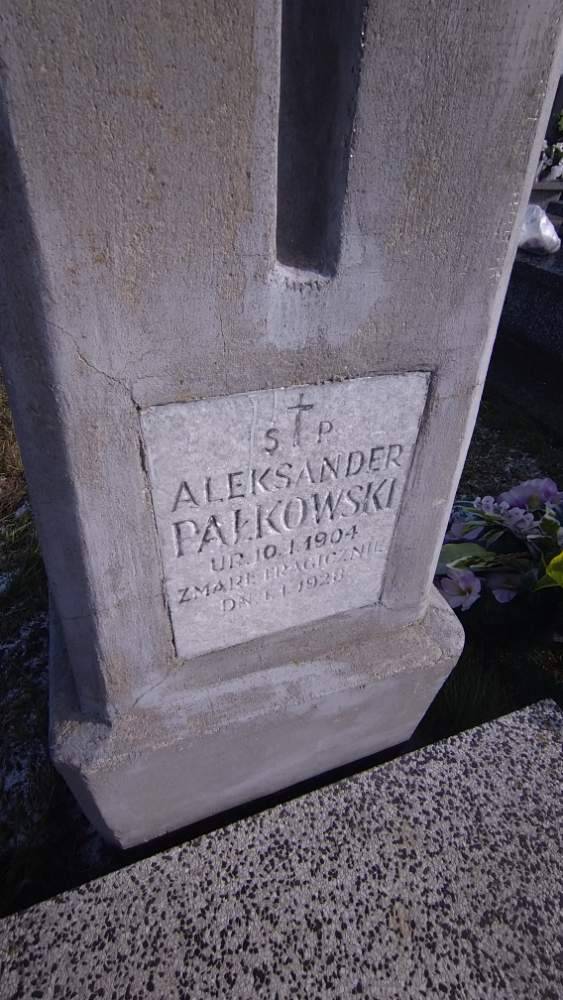 Ś P
ALEKSANDER
PAŁKOWSKI
UR. 10. I. 1904
ZMARŁ TRAGICZNIE
DN. 1. I. 1928